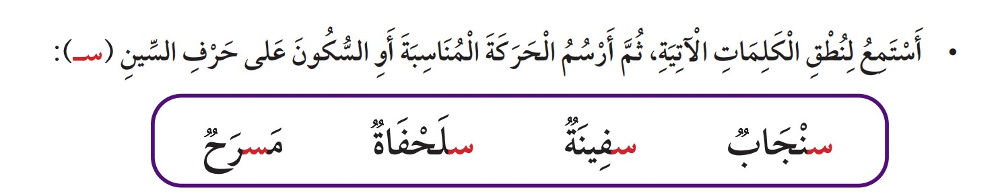 • أَسْتَمِعُ لِنُطْقِ الْكَلِمَاتِ الْآتِيَةِ، ثُمَّ أَرْسُمُ الْحَرَكَةَ الْمُنَاسِبَةَ أَوِ السُّكُونَ عَلى حَرْفِ السِّينِ (سـ):
سنْجَابٌ سفِينَةٌ سلَحْفَاةٌ مَسرَحٌ